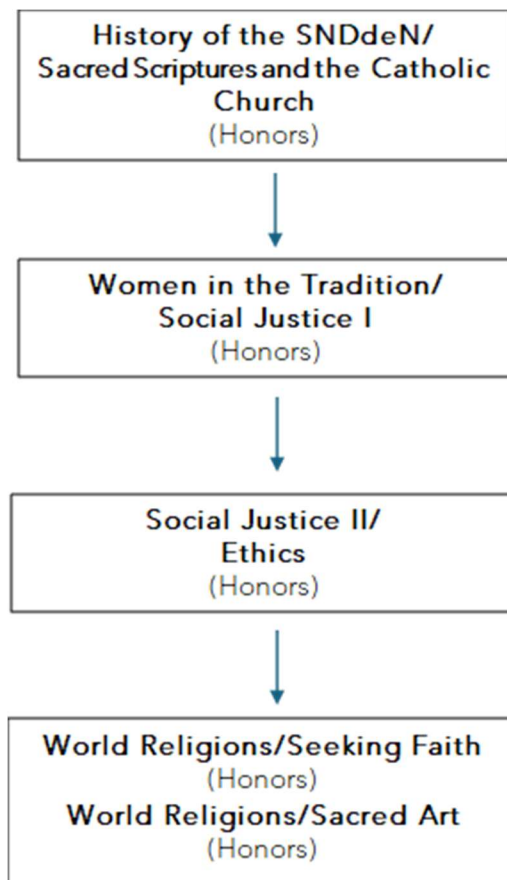 History of the SNDdeN/
Sacred Scriptures and the Catholic
Church
(Honors)
Women in the Tradition/
Social Justice I
(Honors)
Social Justice II/
Ethics
(Honors)
World Religions/Seeking Faith
(Honors)
World Religions/Sacred Art
(Honors)